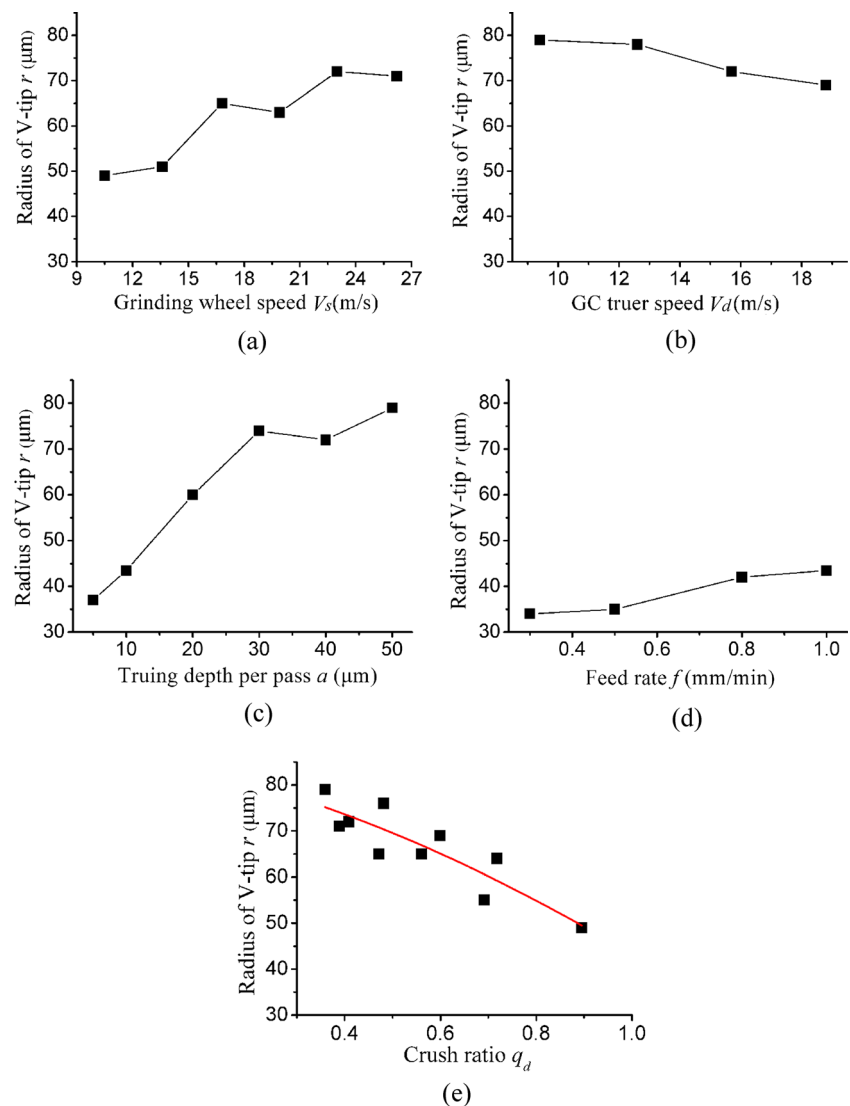 80
70
60
50
40
30
Radius of V-tip r (μm)
9 12 15 18 21 24 27
Grinding wheel speed Vs(m/s)
(a)
80
70
60
50
40
30
Radius of V-tip r (μm)
10 12 14 16 18
GC truer speed Vd(m/s)
(b)
80
70
60
50
40
30
Radius of V-tip r (μm)
10 20 30 40 50
Truing depth per pass a (μm)
(c)
80
70
60
50
40
30
Radius of V-tip r (μm)
0.4 0.6 0.8 1.0
Feed rate f (mm/min)
(d)
80
70
60
50
40
30
Radius of V-tip r (μm)
0.4 0.6 0.8 1.0
Crush ratio qd
(e)